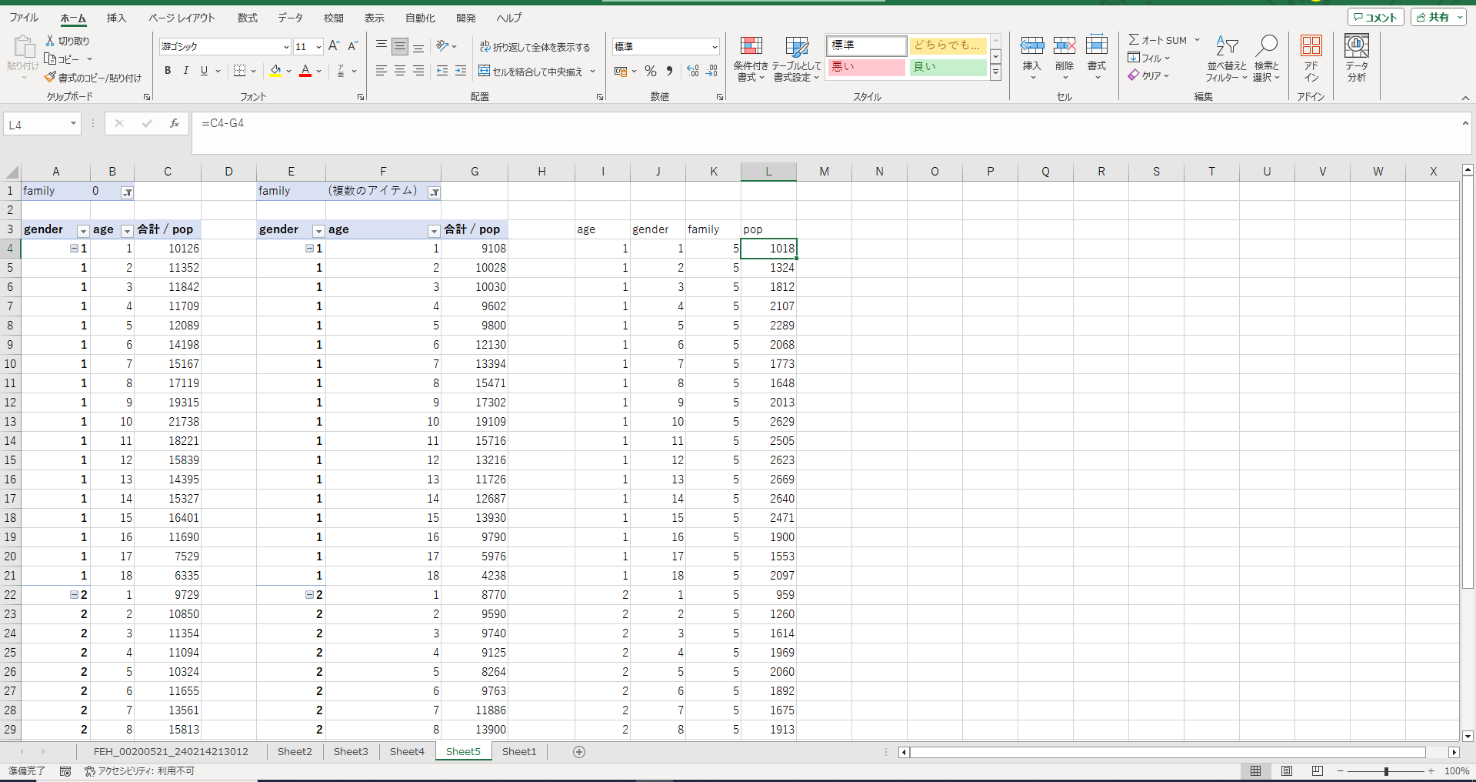 ファイル ホーム 挿入 ページ レイアウト 数式 データ 校閲 表示 自動化 開発 ヘルプ コメント 共有
貼り付け 切り取り コピー 書式のコピー/貼り付け クリップボード
游ゴシック 11 A A B I U フォント
折り返して全体を表示する セルを結合して中央揃え 配置
標準 % 数値
条件付き書式 テーブルとして書式設定 標準 どちらでも... 悪い 良い スタイル
挿入 削除 書式 セル
オート SUM フィル クリア 並べ替えとフィルター 検索と選択 編集
アドイン アドイン データ分析
L4 fx =C4-G4
A B C D E F G H I J K L M N O P Q R S T U V W X
1 family 0 family (複数のアイテム)
2
3 gender age 合計 / pop gender age 合計 / pop age gender family pop
4 1 1 10126 1 1 9108 1 1 5 1018
5 1 2 11352 1 2 10028 1 2 5 1324
6 1 3 11842 1 3 10030 1 3 5 1812
7 1 4 11709 1 4 9602 1 4 5 2107
8 1 5 12089 1 5 9800 1 5 5 2289
9 1 6 14198 1 6 12130 1 6 5 2068
10 1 7 15167 1 7 13394 1 7 5 1773
11 1 8 17119 1 8 15471 1 8 5 1648
12 1 9 19315 1 9 17302 1 9 5 2013
13 1 10 21738 1 10 19109 1 10 5 2629
14 1 11 18221 1 11 15716 1 11 5 2505
15 1 12 15839 1 12 13216 1 12 5 2623
16 1 13 14395 1 13 11726 1 13 5 2669
17 1 14 15327 1 14 12687 1 14 5 2640
18 1 15 16401 1 15 13930 1 15 5 2471
19 1 16 11690 1 16 9790 1 16 5 1900
20 1 17 7529 1 17 5976 1 17 5 1553
21 1 18 6335 1 18 4238 1 18 5 2097
22 2 1 9729 2 1 8770 2 1 5 959
23 2 2 10850 2 2 9590 2 2 5 1260
24 2 3 11354 2 3 9740 2 3 5 1614
25 2 4 11094 2 4 9125 2 4 5 1969
26 2 5 10324 2 5 8264 2 5 5 2060
27 2 6 11655 2 6 9763 2 6 5 1892
28 2 7 13561 2 7 11886 2 7 5 1675
29 2 8 15813 2 8 13900 2 8 5 1913
FEH_00200521_240214213012 Sheet2 Sheet3 Sheet4 Sheet5 Sheet1
準備完了 アクセシビリティ: 利用不可 100%